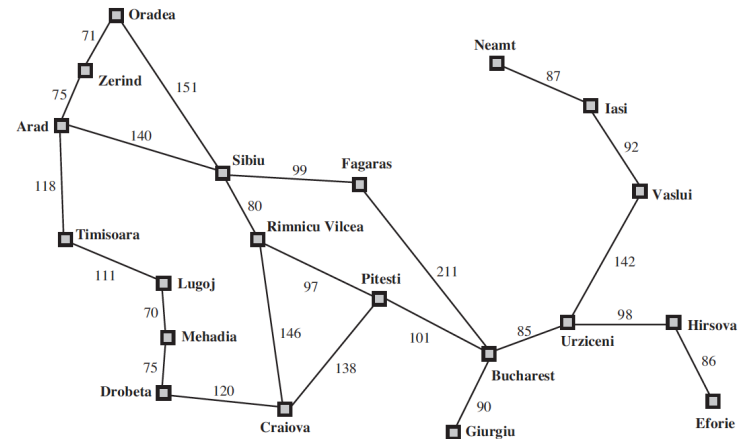 Oradea
71
Neamt
Zerind
87
151
75
Iasi
Arad
140
92
Sibiu
99
Fagaras
118
Vaslui
80
Timisoara
Rimnicu Vilcea
142
111
Pitesti
211
Lugoj
97
70
98
Hirsova
85
Mehadia
146
101
Urziceni
138
86
75
Bucharest
120
Drobeta
90
Craiova
Eforie
Giurgiu